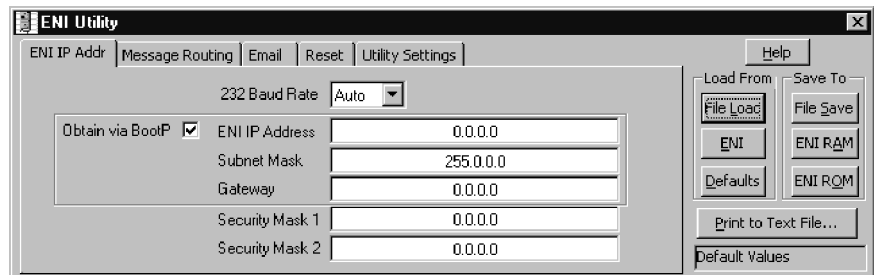 ENI Utility
ENI IP Addr Message Routing Email Reset Utility Settings
232 Baud Rate Auto
Obtain via BootP ENI IP Address 0.0.0.0
Subnet Mask 255.0.0.0
Gateway 0.0.0.0
Security Mask 1 0.0.0.0
Security Mask 2 0.0.0.0
Help
Load From Save To
File Load File Save
ENI ENI RAM
Defaults ENI ROM
Print to Text File...
Default Values